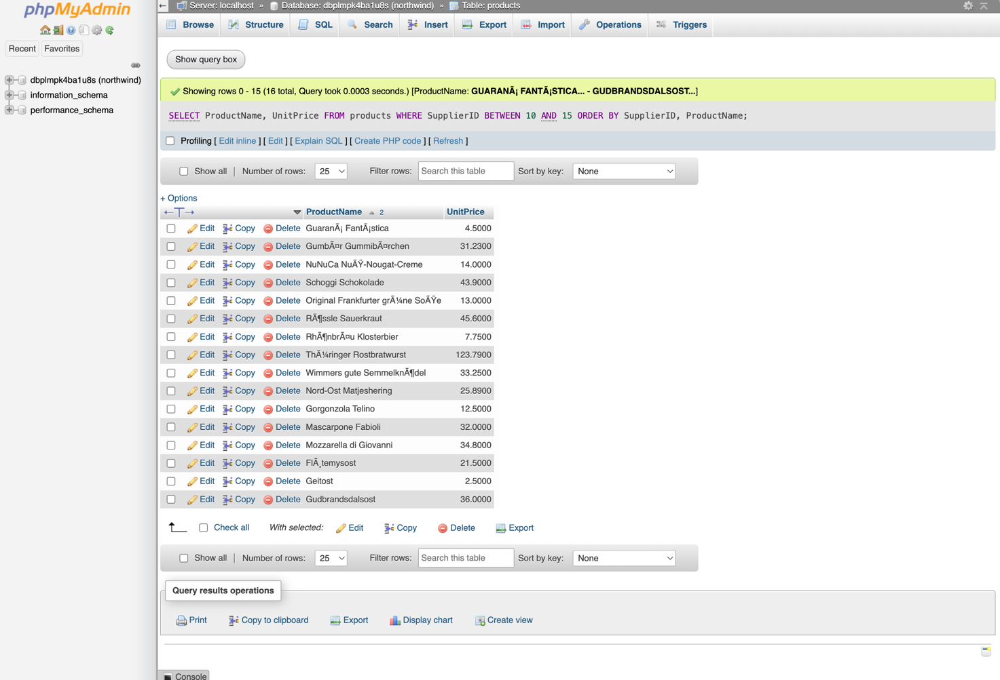 phpMyAdmin
Recent Favorites
dbplmpk4ba1u8s (northwind)
information_schema
performance_schema
Server: localhost » Database: dbplmpk4ba1u8s (northwind) » Table: products
Browse Structure SQL Search Insert Export Import Operations Triggers
Show query box
Showing rows 0 - 15 (16 total, Query took 0.0003 seconds.) [ProductName: GUARANÃ¡ FANTÃ¡STICA... - GUDBRANDSDALSOST...]
SELECT ProductName, UnitPrice FROM products WHERE SupplierID BETWEEN 10 AND 15 ORDER BY SupplierID, ProductName;
Profiling [ Edit inline ] [ Edit ] [ Explain SQL ] [ Create PHP code ] [ Refresh ]
Show all | Number of rows: 25 Filter rows: Search this table Sort by key: None
+ Options
←T→ ProductName 2 UnitPrice
Edit Copy Delete GuaranÃ¡ FantÃ¡stica 4.5000
Edit Copy Delete GumbÃ¤r GummibÃ¤rchen 31.2300
Edit Copy Delete NuNuCa NuÃŸ-Nougat-Creme 14.0000
Edit Copy Delete Schoggi Schokolade 43.9000
Edit Copy Delete Original Frankfurter grÃ¼ne SoÃŸe 13.0000
Edit Copy Delete RÃ¶ssle Sauerkraut 45.6000
Edit Copy Delete RhÃ¶nbrÃ¤u Klosterbier 7.7500
Edit Copy Delete ThÃ¼ringer Rostbratwurst 123.7900
Edit Copy Delete Wimmers gute SemmelknÃ¶del 33.2500
Edit Copy Delete Nord-Ost Matjeshering 25.8900
Edit Copy Delete Gorgonzola Telino 12.5000
Edit Copy Delete Mascarpone Fabioli 32.0000
Edit Copy Delete Mozzarella di Giovanni 34.8000
Edit Copy Delete FlÃ¸temysost 21.5000
Edit Copy Delete Geitost 2.5000
Edit Copy Delete Gudbrandsdalsost 36.0000
Check all With selected: Edit Copy Delete Export
Show all | Number of rows: 25 Filter rows: Search this table Sort by key: None
Query results operations
Print Copy to clipboard Export Display chart Create view
Console